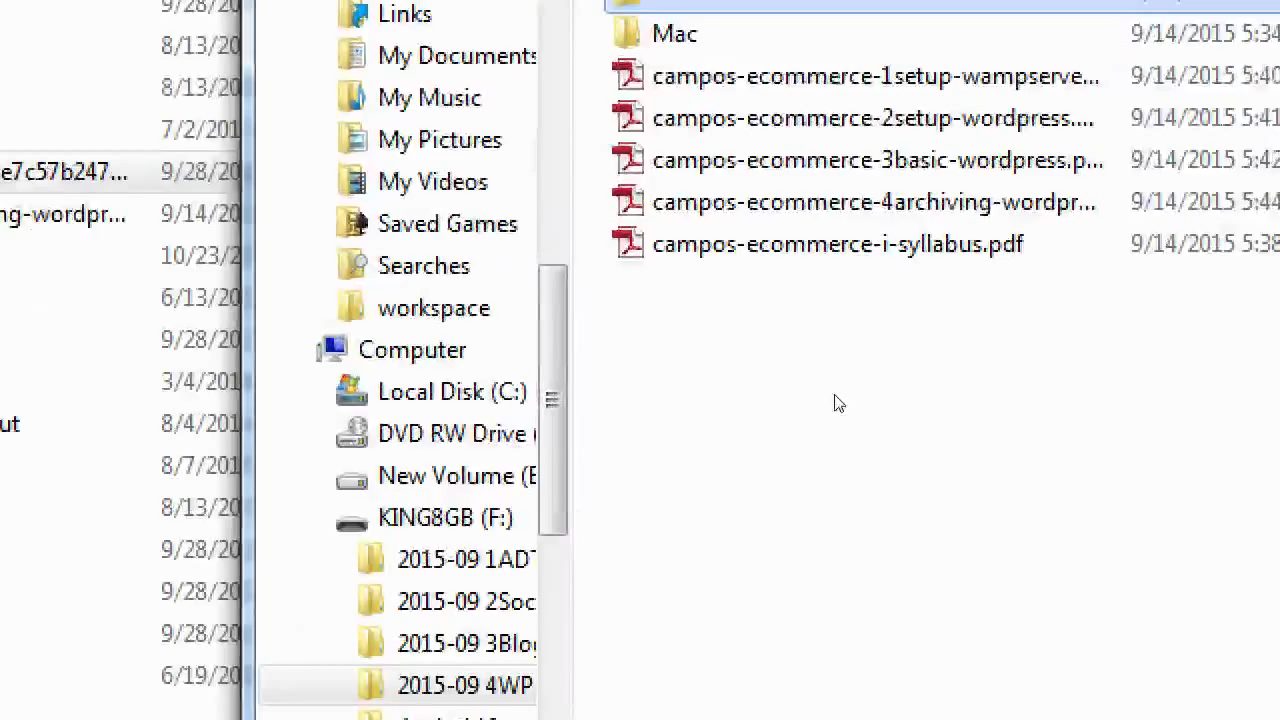 9/28/20
8/13/20
8/13/20
7/2/201
e7c57b247... 9/28/20
ng-wordpr... 9/14/20
10/23/2
6/13/20
9/28/20
3/4/201
ut 8/4/201
8/7/201
8/13/20
9/28/20
9/28/20
9/28/20
6/19/20
Links
My Documents
My Music
My Pictures
My Videos
Saved Games
Searches
workspace
Computer
Local Disk (C:)
DVD RW Drive (
New Volume (E
KING8GB (F:)
2015-09 1AD
2015-09 2Soc
2015-09 3Blo
2015-09 4WP
Mac 9/14/2015 5:34
campos-ecommerce-1setup-wampserve... 9/14/2015 5:40
campos-ecommerce-2setup-wordpress.... 9/14/2015 5:41
campos-ecommerce-3basic-wordpress.p... 9/14/2015 5:42
campos-ecommerce-4archiving-wordpr... 9/14/2015 5:44
campos-ecommerce-i-syllabus.pdf 9/14/2015 5:38